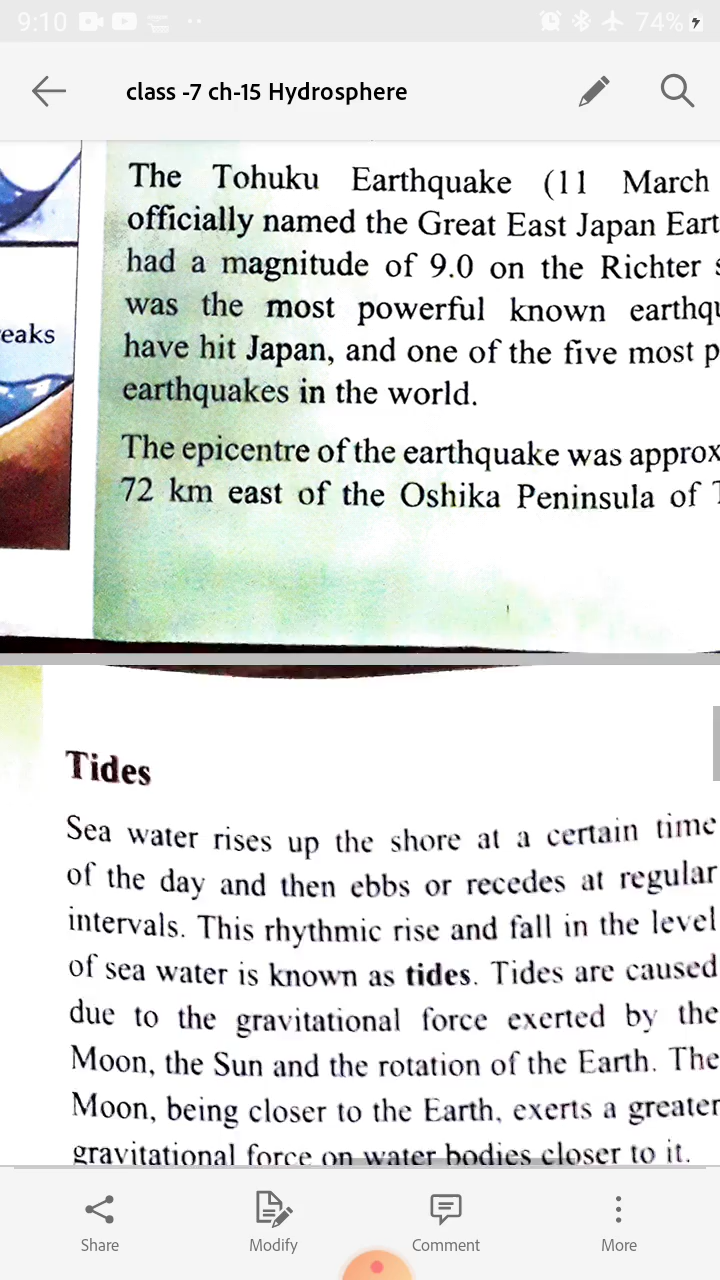 9:10
74%
class -7 ch-15 Hydrosphere
The Tohuku Earthquake (11 March
officially named the Great East Japan Eart
had a magnitude of 9.0 on the Richter s
was the most powerful known earthqu
eaks
have hit Japan, and one of the five most p
earthquakes in the world.
The epicentre of the earthquake was approx
72 km east of the Oshika Peninsula of T
Tides
Sea water rises up the shore at a certain time
of the day and then ebbs or recedes at regular
intervals. This rhythmic rise and fall in the level
of sea water is known as tides. Tides are caused
due to the gravitational force exerted by the
Moon, the Sun and the rotation of the Earth. The
Moon, being closer to the Earth, exerts a greater
gravitational force on water bodies closer to it.
Share
Modify
Comment
More